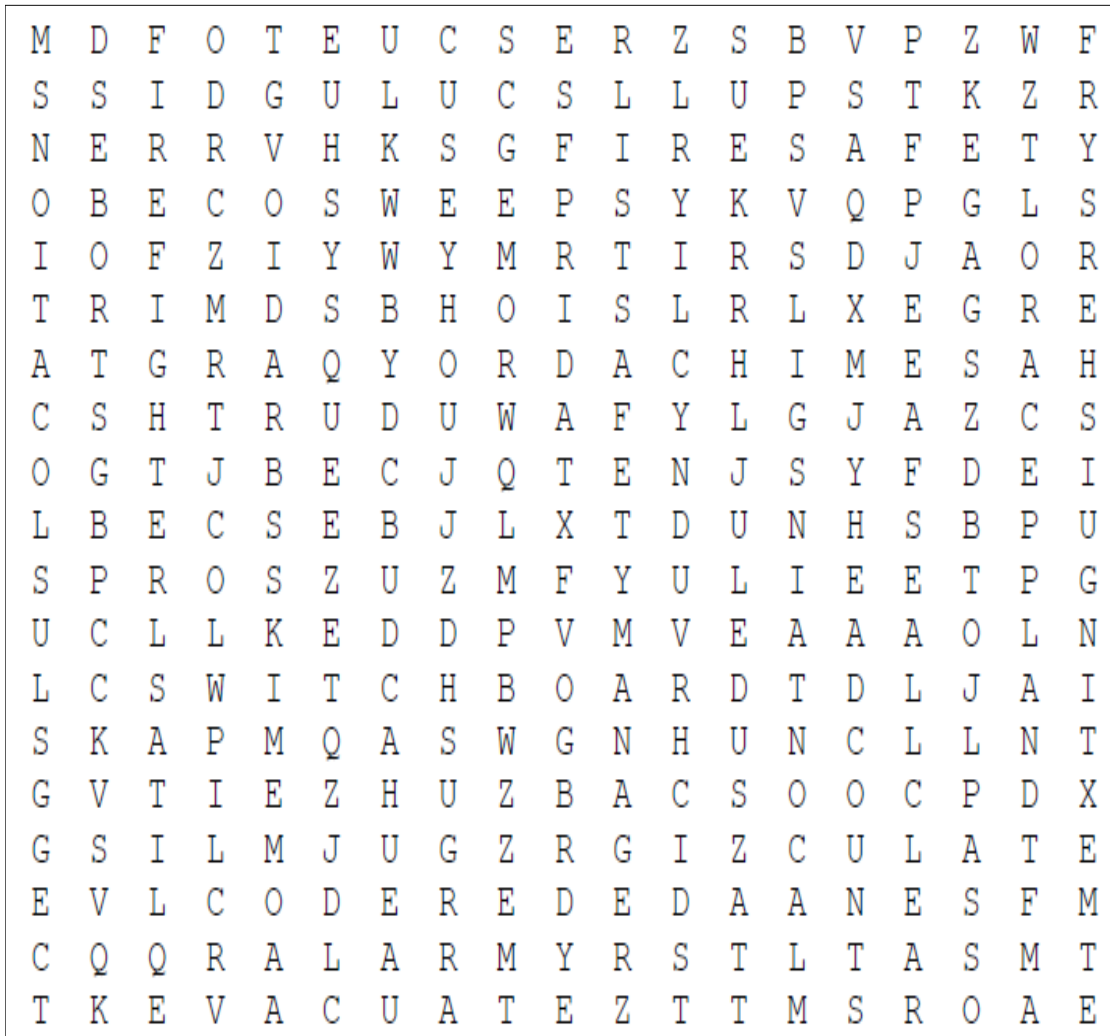 M D F O T E U C S E R Z S B V P Z W F
S S I D G U L U C S L L U P S T K Z R
N E R R V H K S G F I R E S A F E T Y
O B E C O S W E E P S Y K V Q P G L S
I O F Z I Y W Y M R T I R S D J A O R
T R I M D S B H O I S L R L X E G R E
A T G R A Q Y O R D A C H I M E S A H
C S H T R U D U W A F Y L G J A Z C S
O G T J B E C J Q T E N J S Y F D E I
L B E C S E B J L X T D U N H S B P U
S P R O S Z U Z M F Y U L I E E T P G
U C L L K E D D P V M V E A A A O L N
L C S W I T C H B O A R D T D L J A I
S K A P M Q A S W G N H U N C L L N T
G V T I E Z H U Z B A C S O O C P D X
G S I L M J U G Z R G I Z C U L A T E
E V L C O D E R E D E D A A N E S F M
C Q Q R A L A R M Y R S T L T A S M T
T K E V A C U A T E Z T T M S R O A E